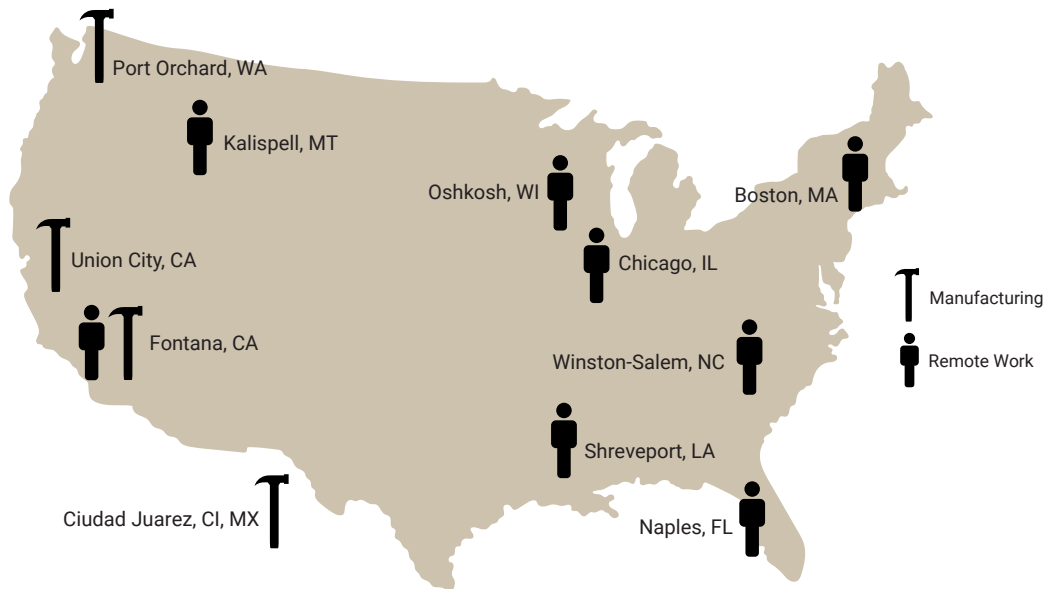 Port Orchard, WA
Kalispell, MT
Oshkosh, WI
Boston, MA
Union City, CA
Chicago, IL
Manufacturing
Fontana, CA
Winston-Salem, NC
Remote Work
Shreveport, LA
Ciudad Juarez, CI, MX
Naples, FL